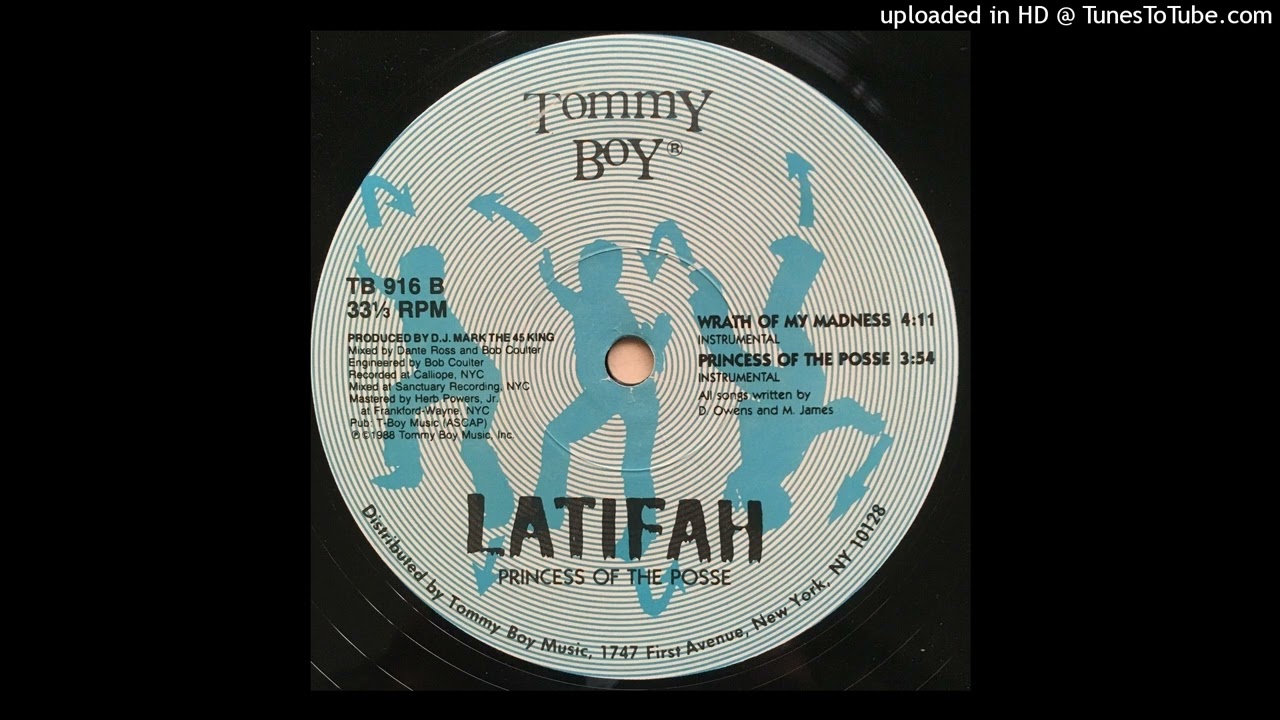 uploaded in HD @ TunesToTube.com
TOMMY
BOY®
TB 916 B
33⅓ RPM
PRODUCED BY D.J. MARK THE 45 KING
Mixed by Dante Ross and Bob Coulter
Engineered by Bob Coulter
Recorded at Calliope, NYC
Mixed at Sanctuary Recording, NYC
Mastered by Herb Powers, Jr.
at Frankford-Wayne, NYC
Pub: T-Boy Music (ASCAP)
℗©1988 Tommy Boy Music, Inc.
WRATH OF MY MADNESS 4:11
INSTRUMENTAL
PRINCESS OF THE POSSE 3:54
INSTRUMENTAL
All songs written by
D. Owens and M. James
LATIFAH
PRINCESS OF THE POSSE
Distributed by Tommy Boy Music, 1747 First Avenue, New York, NY 10128